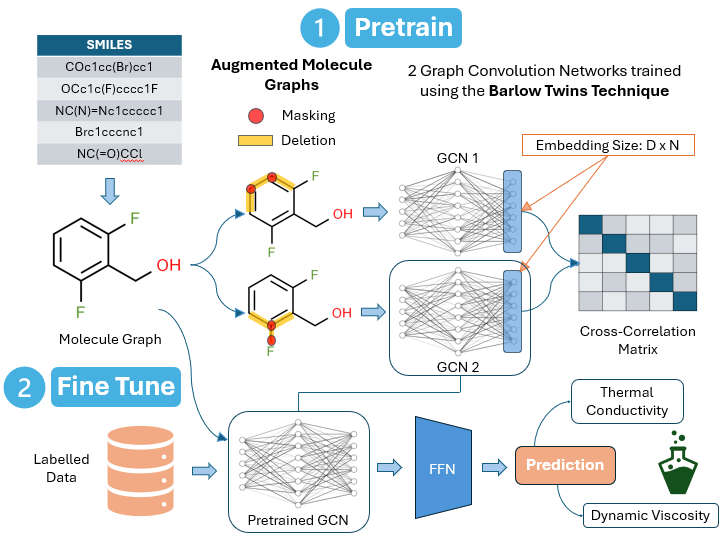 1 Pretrain
SMILES
COc1cc(Br)cc1
OCc1c(F)cccc1F
NC(N)=Nc1ccccc1
Brc1cccnc1
NC(=O)CCl
Augmented Molecule
Graphs
Masking
Deletion
2 Graph Convolution Networks trained
using the Barlow Twins Technique
Embedding Size: D x N
GCN 1
F
OH
F
F
OH
F
Molecule Graph
F
OH
F
GCN 2
Cross-Correlation
Matrix
2 Fine Tune
Labelled
Data
Pretrained GCN
FFN
Prediction
Thermal
Conductivity
Dynamic Viscosity